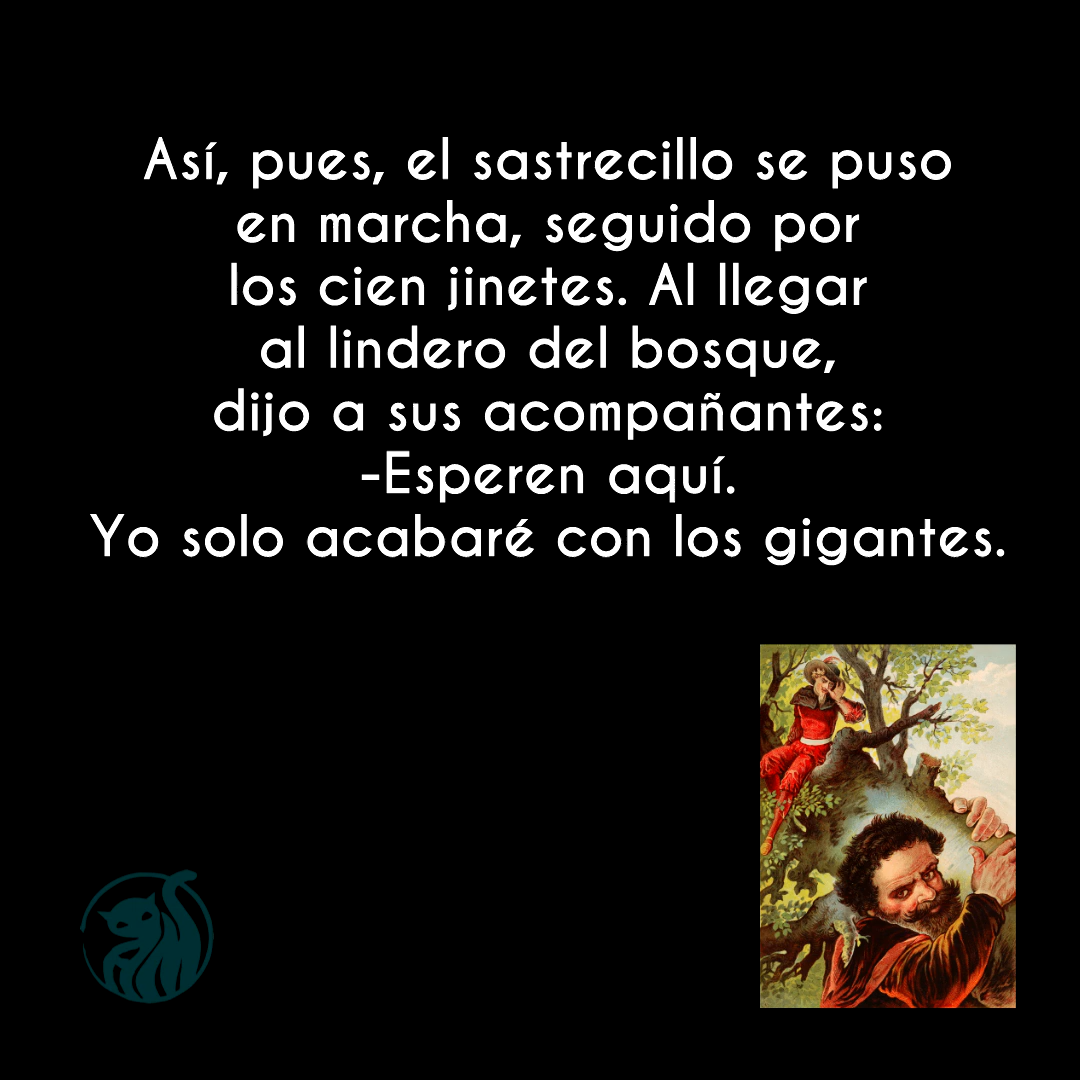 Así, pues, el sastrecillo se puso
en marcha, seguido por
los cien jinetes. Al llegar
al lindero del bosque,
dijo a sus acompañantes:
-Esperen aquí.
Yo solo acabaré con los gigantes.